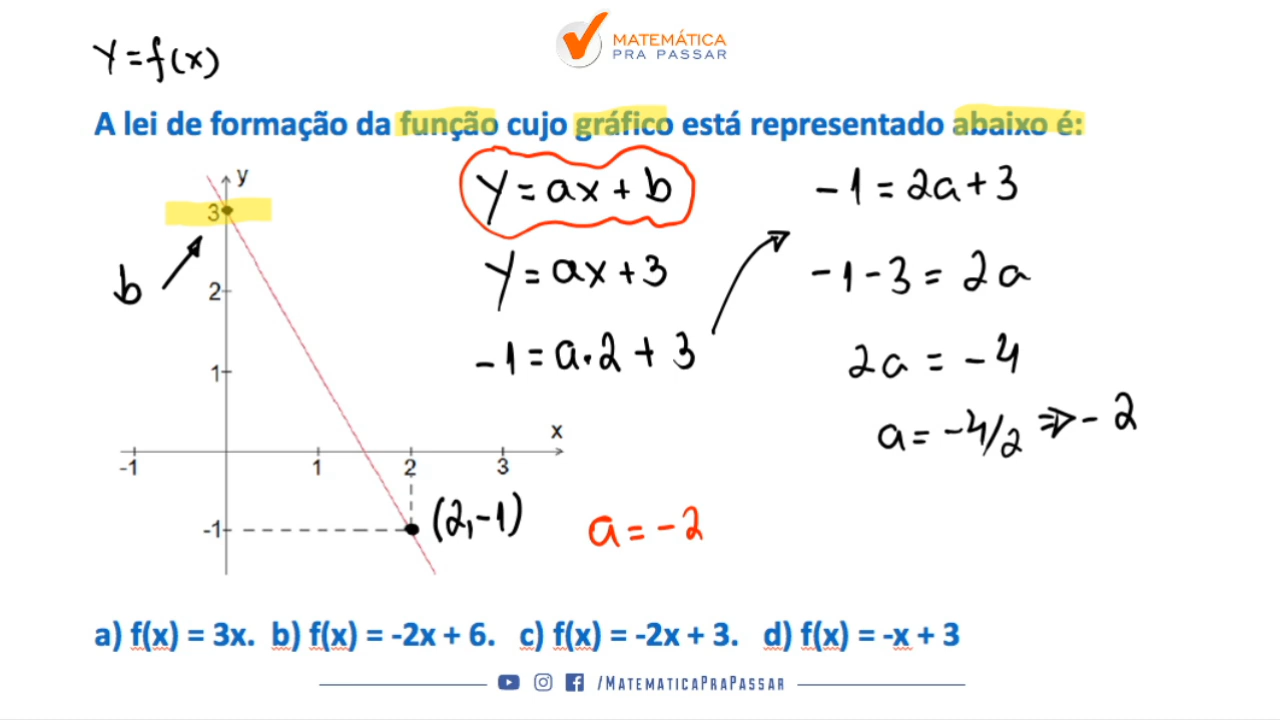 Y = f(x)
MATEMÁTICA
PRA PASSAR
A lei de formação da função cujo gráfico está representado abaixo é:
y
3
2
1
-1
x
-1 1 2 3
b
(2,-1)
Y = ax + b
Y = ax + 3
-1 = a.2 + 3
-1 = 2a + 3
-1 - 3 = 2a
2a = -4
a = -4/2 ⇒ -2
a = -2
a) f(x) = 3x. b) f(x) = -2x + 6. c) f(x) = -2x + 3. d) f(x) = -x + 3
/MATEMATICAPRAPASSAR